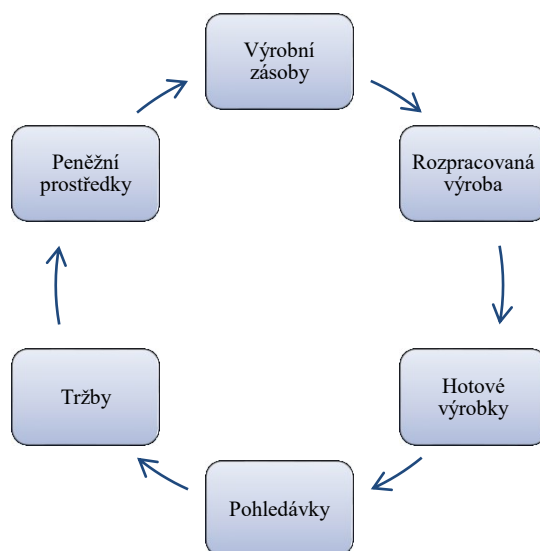 Výrobní
zásoby
Rozpracovaná
výroba
Hotové
výrobky
Pohledávky
Tržby
Peněžní
prostředky